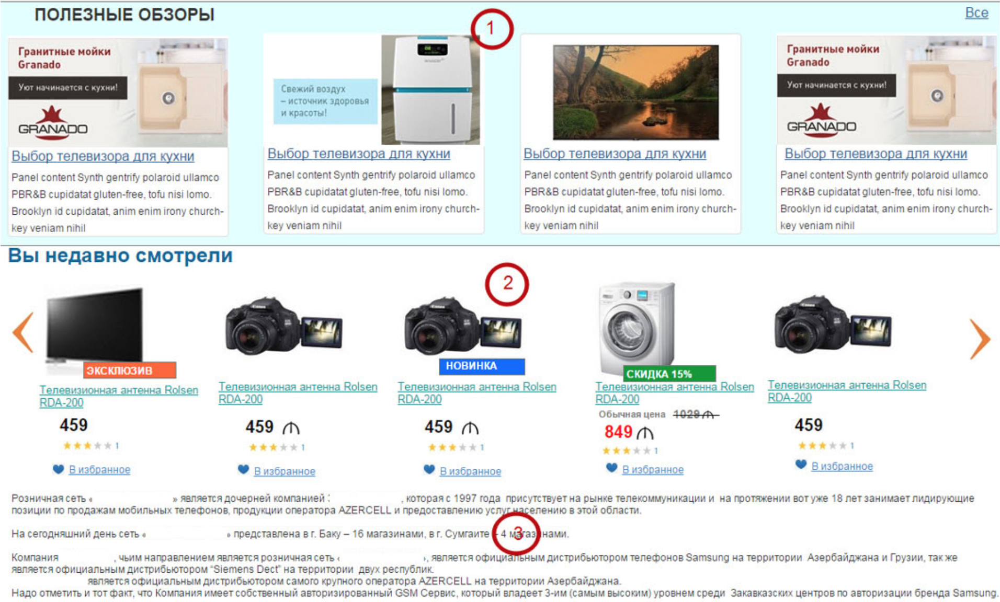 ПОЛЕЗНЫЕ ОБЗОРЫ
1
Все
Гранитные мойки
Granado
Уют начинается с кухни!
GRANADO
Свежий воздух
– источник здоровья
и красоты!
Гранитные мойки
Granado
Уют начинается с кухни!
GRANADO
Выбор телевизора для кухни
Panel content Synth gentrify polaroid ullamco
PBR&B cupidatat gluten-free, tofu nisi lomo.
Brooklyn id cupidatat, anim enim irony church-
key veniam nihil
Выбор телевизора для кухни
Panel content Synth gentrify polaroid ullamco
PBR&B cupidatat gluten-free, tofu nisi lomo.
Brooklyn id cupidatat, anim enim irony church-
key veniam nihil
Выбор телевизора для кухни
Panel content Synth gentrify polaroid ullamco
PBR&B cupidatat gluten-free, tofu nisi lomo.
Brooklyn id cupidatat, anim enim irony church-
key veniam nihil
Выбор телевизора для кухни
Panel content Synth gentrify polaroid ullamco
PBR&B cupidatat gluten-free, tofu nisi lomo.
Brooklyn id cupidatat, anim enim irony church-
key veniam nihil
Вы недавно смотрели
2
ЭКСКЛЮЗИВ
Телевизионная антенна Rolsen
RDA-200
459
1
В избранное
Canon
Телевизионная антенна Rolsen
RDA-200
459 ₼
1
В избранное
Canon
НОВИНКА
Телевизионная антенна Rolsen
RDA-200
459 ₼
1
В избранное
СКИДКА 15%
Телевизионная антенна Rolsen
RDA-200
Обычная цена 1029 ₼
849 ₼
1
В избранное
Canon
Телевизионная антенна Rolsen
RDA-200
459
1
В избранное
Розничная сеть « » является дочерней компанией , которая с 1997 года присутствует на рынке телекоммуникации и на протяжении вот уже 18 лет занимает лидирующие
позиции по продажам мобильных телефонов, продукции оператора AZERCELL и предоставлению услуг населению в этой области.
3
На сегодняшний день сеть « » представлена в г. Баку – 16 магазинами, в г. Сумгаите – 4 магазинами.
Компания , чьим направлением является розничная сеть « », является официальным дистрибьютором телефонов Samsung на территории Азербайджана и Грузии, так же
является официальным дистрибьютором “Siemens Dect” на территории двух республик.
является официальным дистрибьютором самого крупного оператора AZERCELL на территории Азербайджана.
Надо отметить и тот факт, что Компания имеет собственный авторизированный GSM Сервис, который владеет 3-им (самым высоким) уровнем среди Закавказских центров по авторизации бренда Samsung.